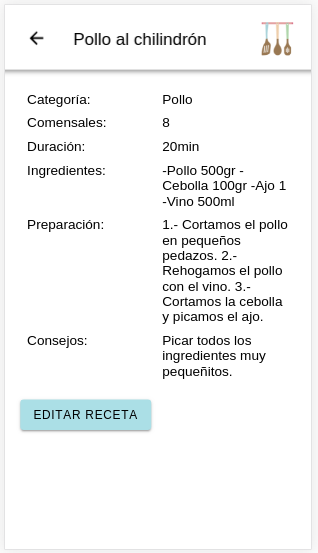 Pollo al chilindrón
Categoría: Pollo
Comensales: 8
Duración: 20min
Ingredientes: -Pollo 500gr -
Cebolla 100gr -Ajo 1
-Vino 500ml
Preparación: 1.- Cortamos el pollo
en pequeños
pedazos. 2.-
Rehogamos el pollo
con el vino. 3.-
Cortamos la cebolla
y picamos el ajo.
Consejos: Picar todos los
ingredientes muy
pequeñitos.
EDITAR RECETA